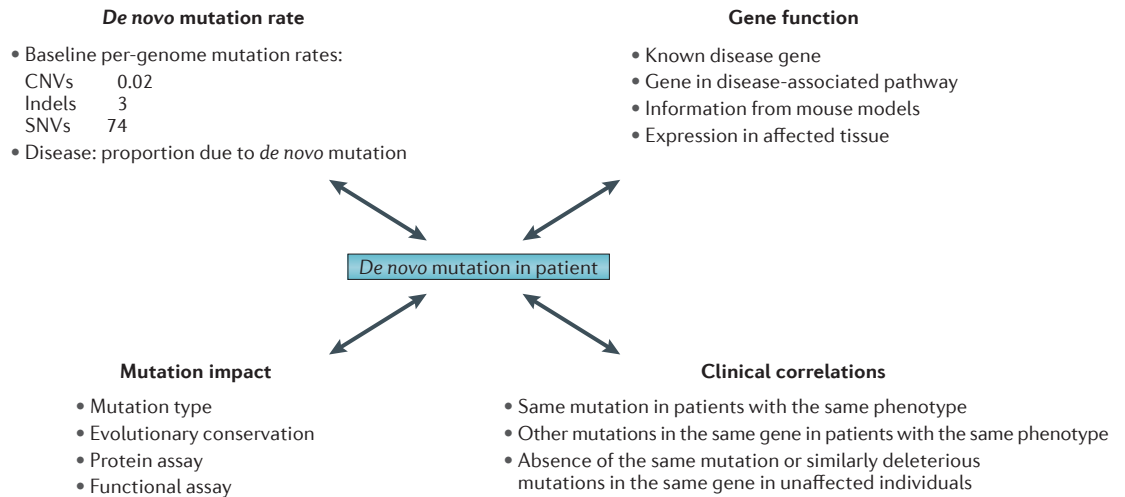 De novo mutation rate
• Baseline per-genome mutation rates:
CNVs 0.02
Indels 3
SNVs 74
• Disease: proportion due to de novo mutation
Gene function
• Known disease gene
• Gene in disease-associated pathway
• Information from mouse models
• Expression in affected tissue
De novo mutation in patient
Mutation impact
• Mutation type
• Evolutionary conservation
• Protein assay
• Functional assay
Clinical correlations
• Same mutation in patients with the same phenotype
• Other mutations in the same gene in patients with the same phenotype
• Absence of the same mutation or similarly deleterious
mutations in the same gene in unaffected individuals